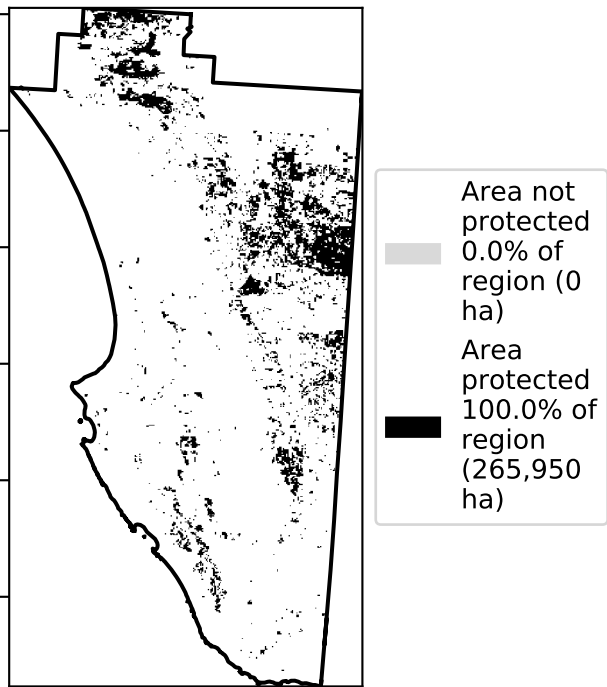 Area not
protected
0.0% of
region (0
ha)
Area
protected
100.0% of
region
(265,950
ha)